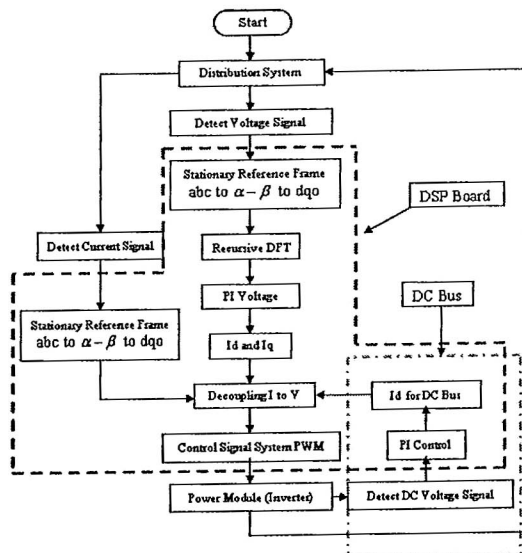 Start
Distribution System
Detect Voltage Signal
Stationary Reference Frame
abc to α – β to dqo
DSP Board
Detect Current Signal
Recursive DFT
PI Voltage
DC Bus
Stationary Reference Frame
abc to α – β to dqo
Id and Iq
Decoupling I to V
Id for DC Bus
Control Signal System PWM
PI Control
Power Module (Inverter)
Detect DC Voltage Signal